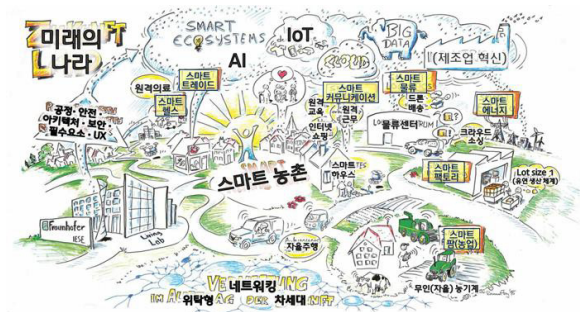 미래의
나라
SMART
ECOSYSTEMS
IoT
AI
BIG
DATA
CLOUD
(제조업 혁신)
원격의료
스마트
트레이드
스마트
헬스
공정·안전
아키텍처·보안
필수요소·UX
스마트
커뮤니케이션
원격
교육
원격
근무
인터넷
쇼핑
스마트
물류
드론
배송
물류센터
스마트
에너지
크라우드
소싱
스마트 농촌
스마트
하우스
스마트
팩토리
Lot size 1
(유연 생산 체계)
Fraunhofer
IESE
Living
Lab
자율주행
스마트
팜(농업)
무인(자율) 농기계
네트워킹
위탁형
차세대